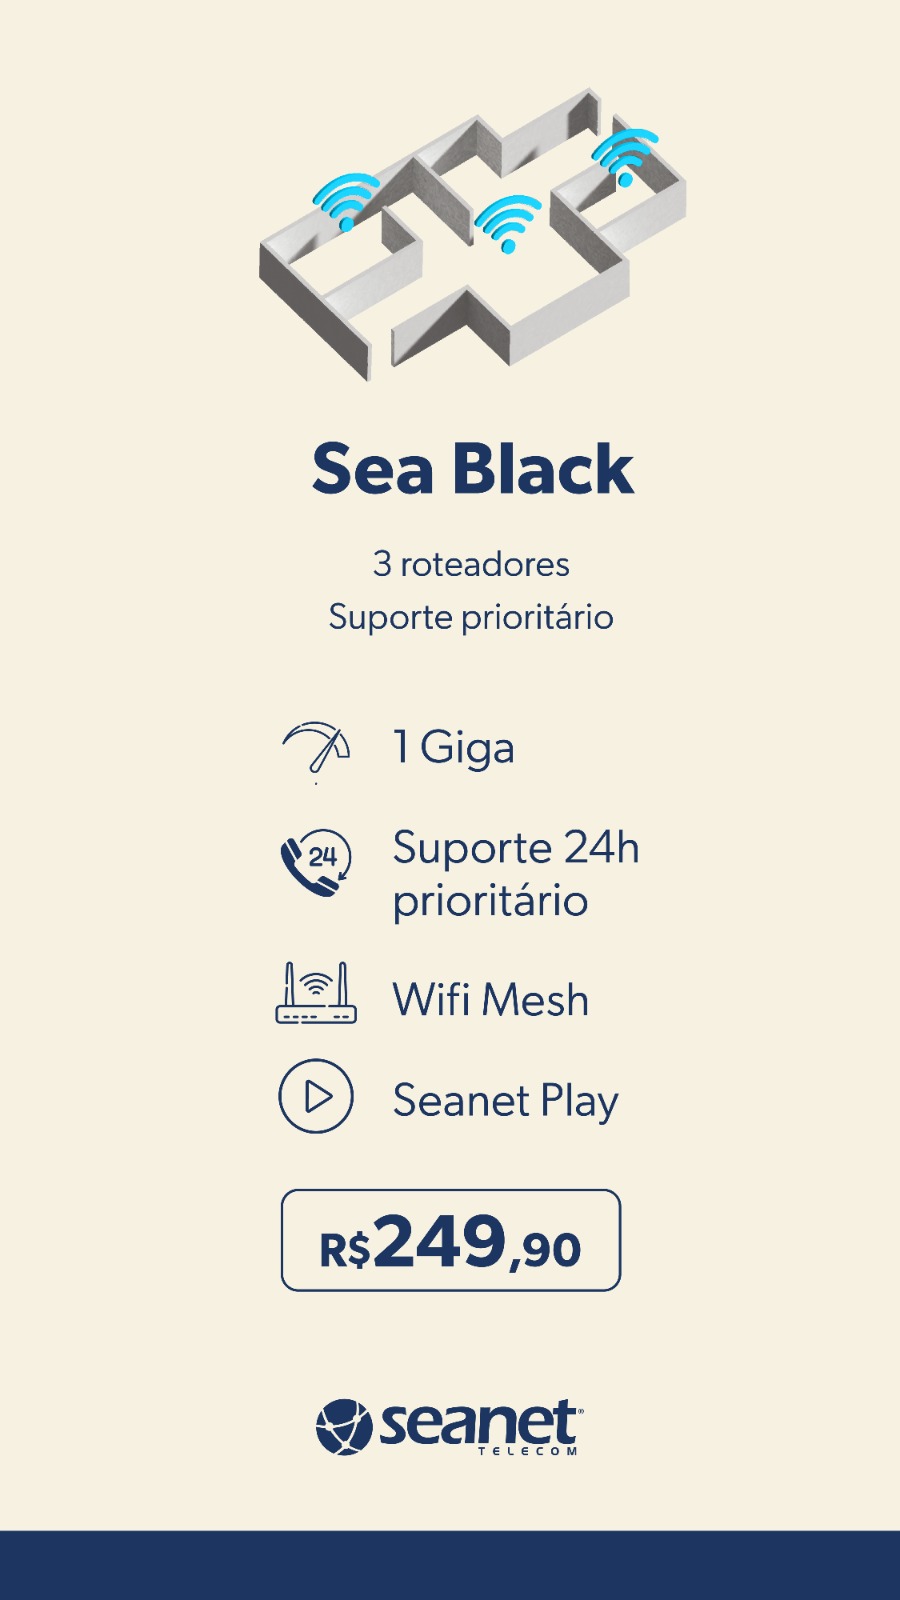 Sea Black
3 roteadores
Suporte prioritário
1 Giga
24
Suporte 24h
prioritário
Wifi Mesh
Seanet Play
R$249,90
seanet®
TELECOM